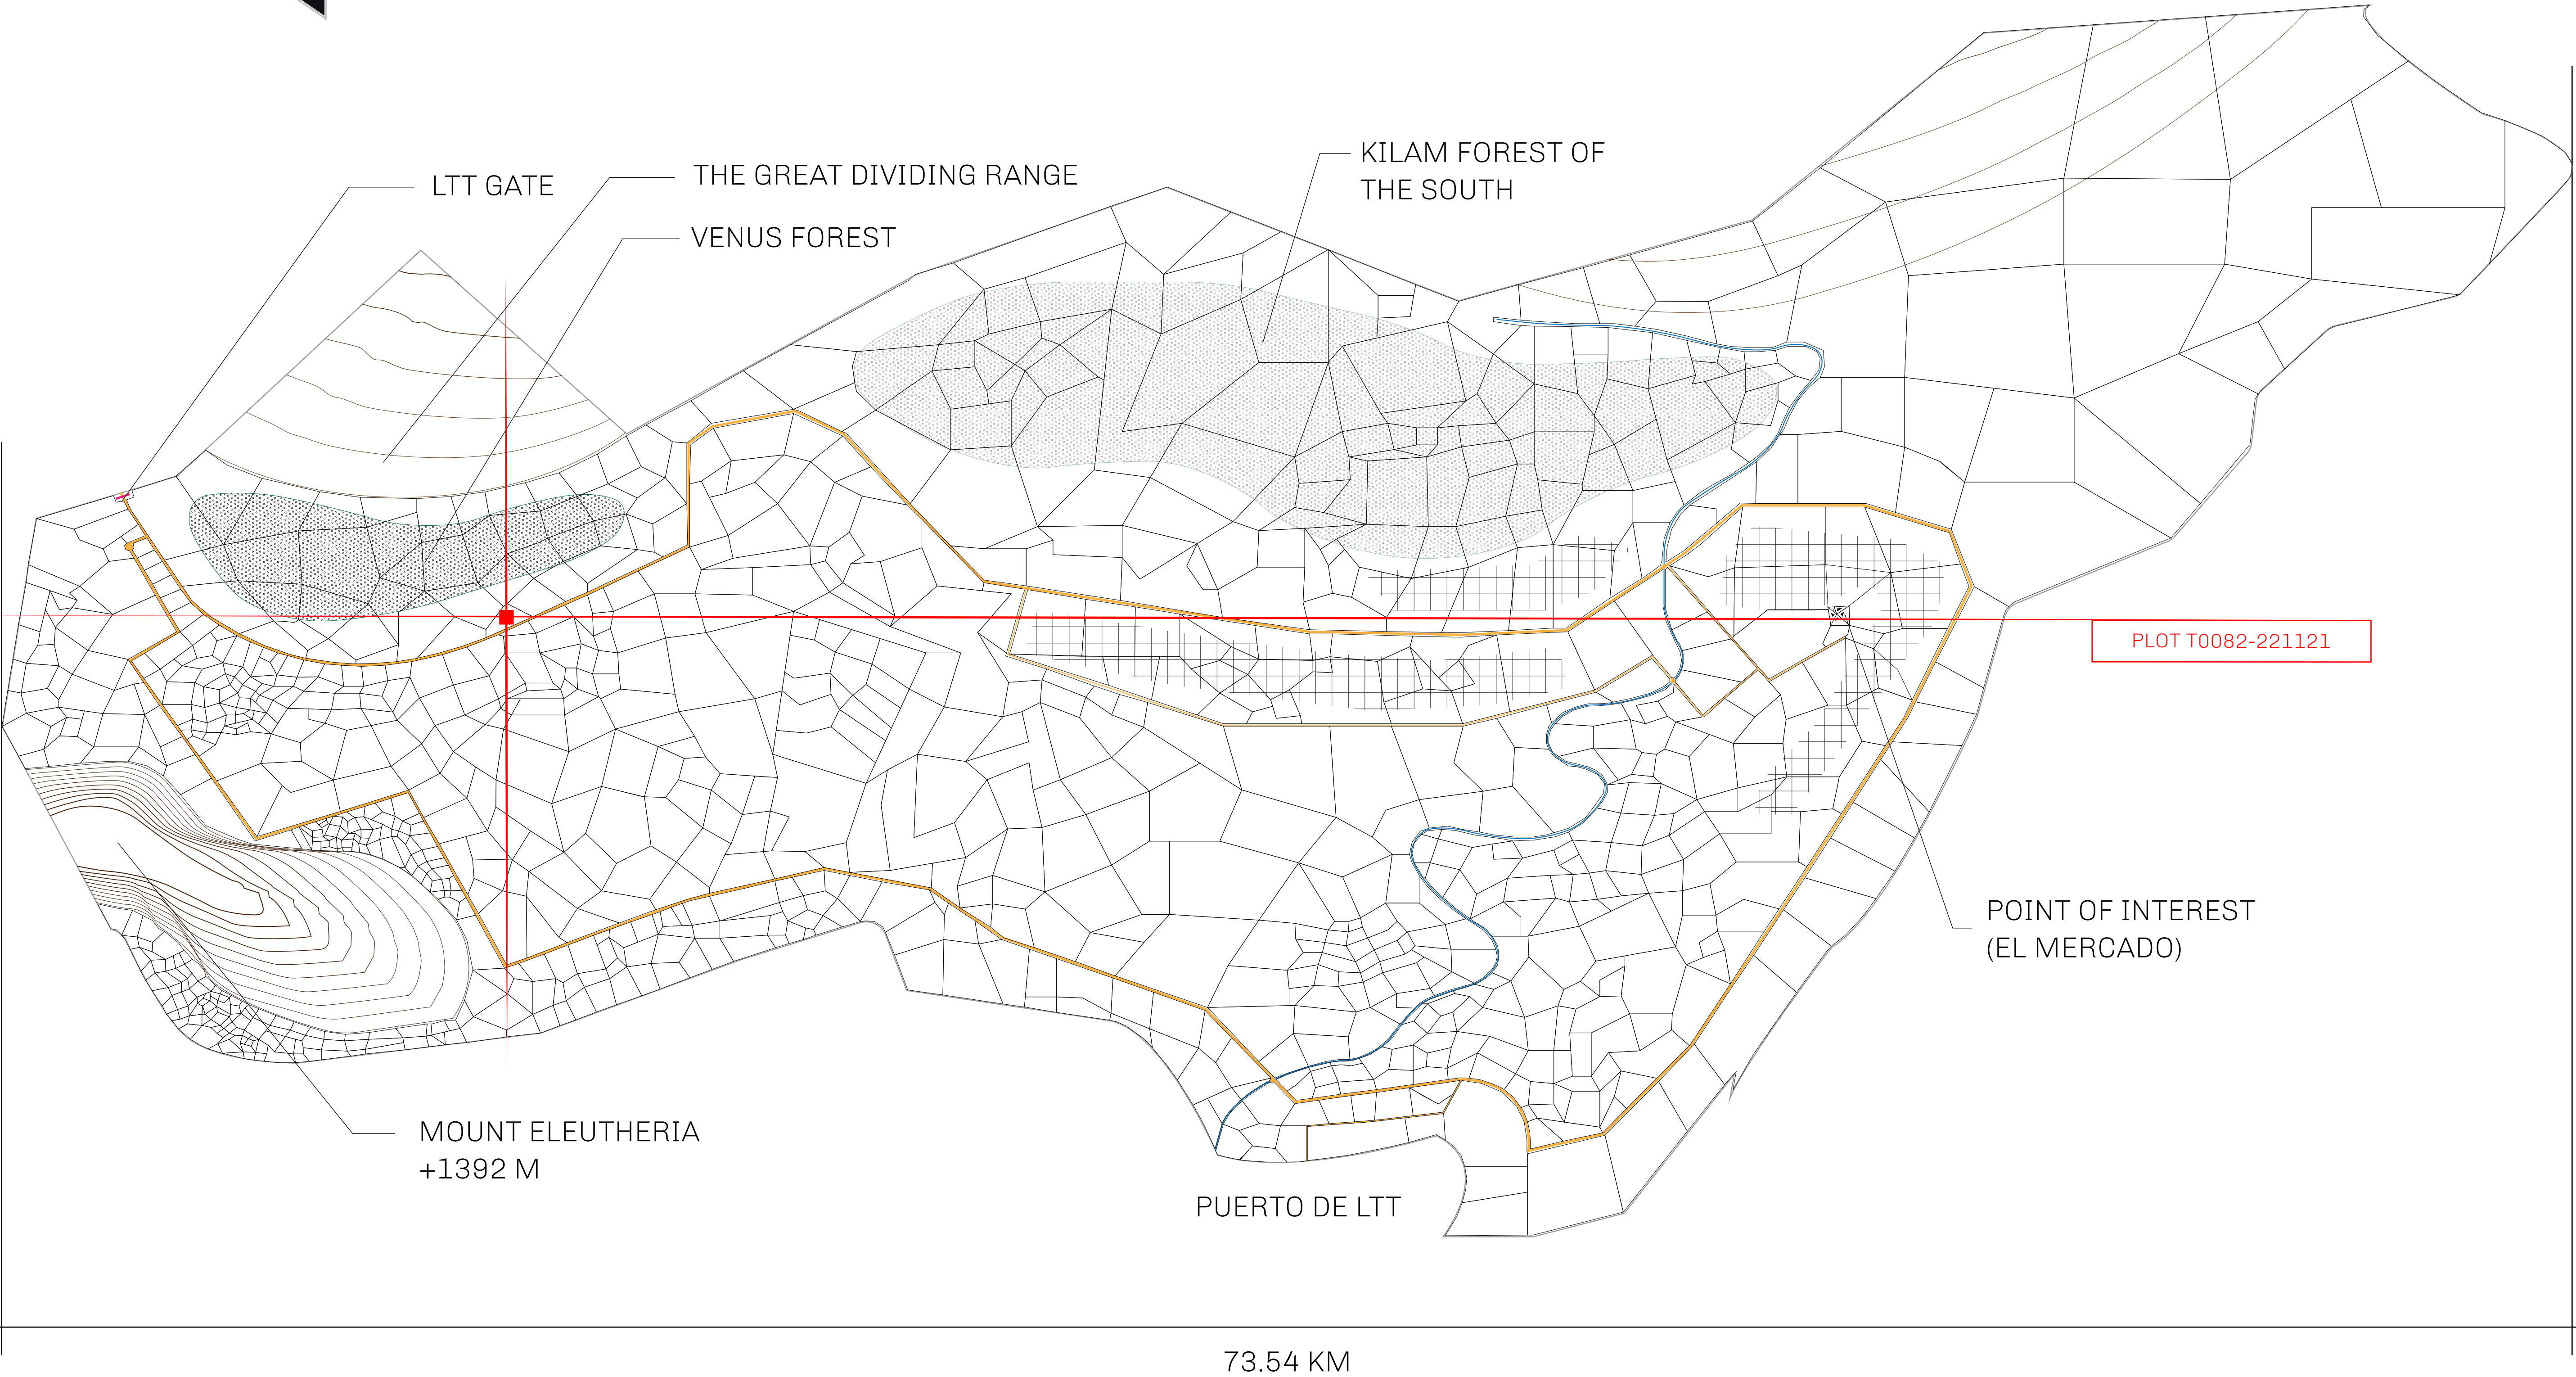 KILAM FOREST OF
THE SOUTH
THE GREAT DIVIDING RANGE
LTT GATE
VENUS FOREST
PLOT T0082-221121
POINT OF INTEREST
(EL MERCADO)
MOUNT ELEUTHERIA
+1392 M
PUERTO DE LTT
73.54 KM